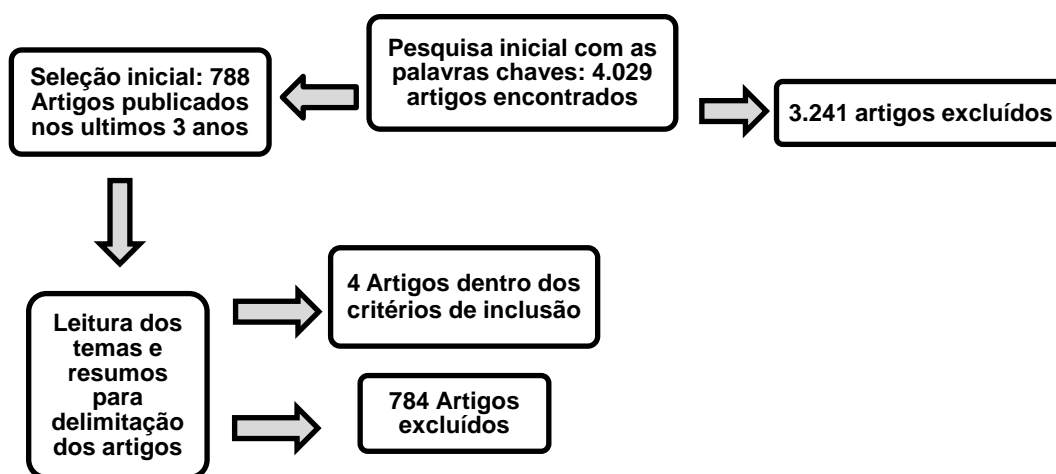 Pesquisa inicial com as
palavras chaves: 4.029
artigos encontrados
Seleção inicial: 788
Artigos publicados
nos ultimos 3 anos
3.241 artigos excluídos
Leitura dos
temas e
resumos
para
delimitação
dos artigos
4 Artigos dentro dos
critérios de inclusão
784 Artigos
excluídos